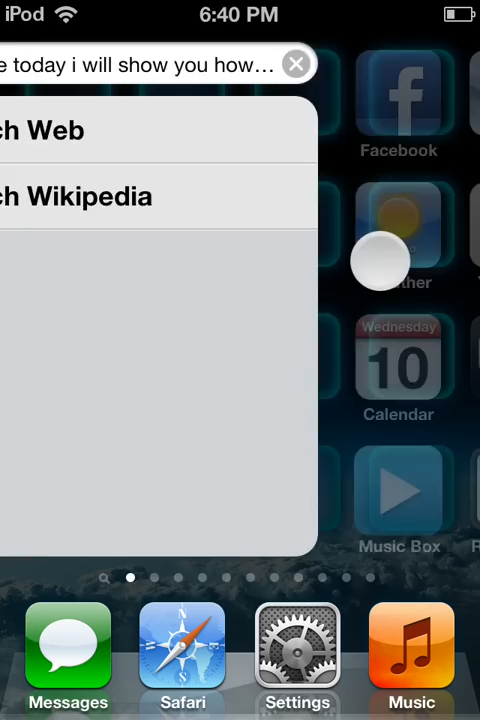 iPod 6:40 PM
e today i will show you how...
ch Web
ch Wikipedia
Facebook
ther
Wednesday
10
Calendar
Music Box
R
N
Messages Safari Settings Music